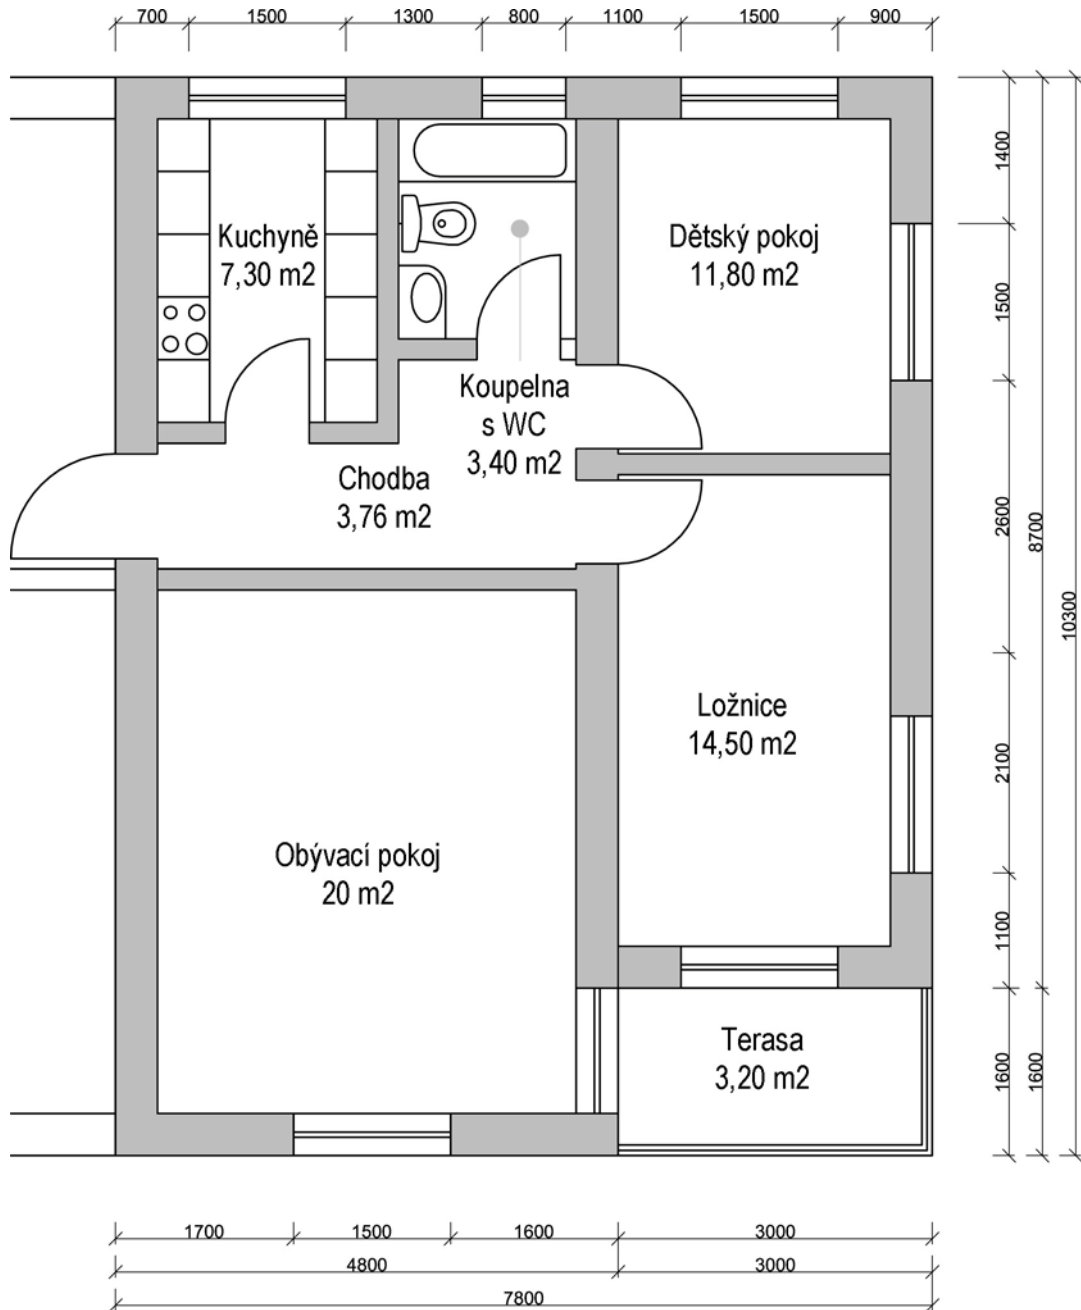 700 1500 1300 800 1100 1500 900
Kuchyně
7,30 m2
Dětský pokoj
11,80 m2
Koupelna
s WC
3,40 m2
Chodba
3,76 m2
Ložnice
14,50 m2
Obývací pokoj
20 m2
Terasa
3,20 m2
1400
1500
2600
2100
1100
1600
8700
1600
10300
1700 1500 1600 3000
4800 3000
7800